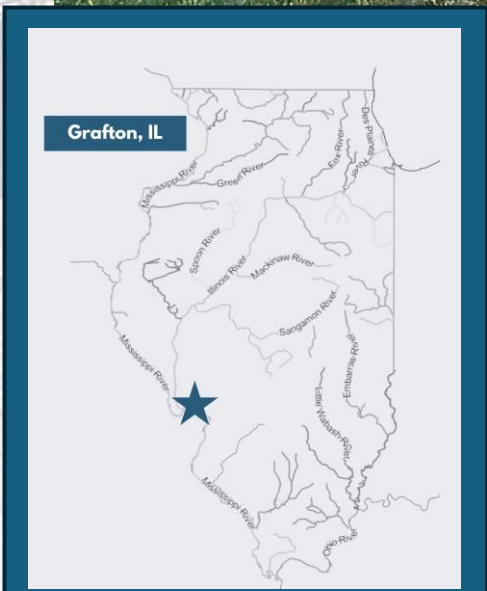 Grafton, IL
Des Plaines River
Fox River
Mississippi River
Green River
Spoon River
Illinois River
Mackinaw River
Sangamon River
Mississippi River
Embarras River
Little Wabash River
Mississippi River
Ohio River